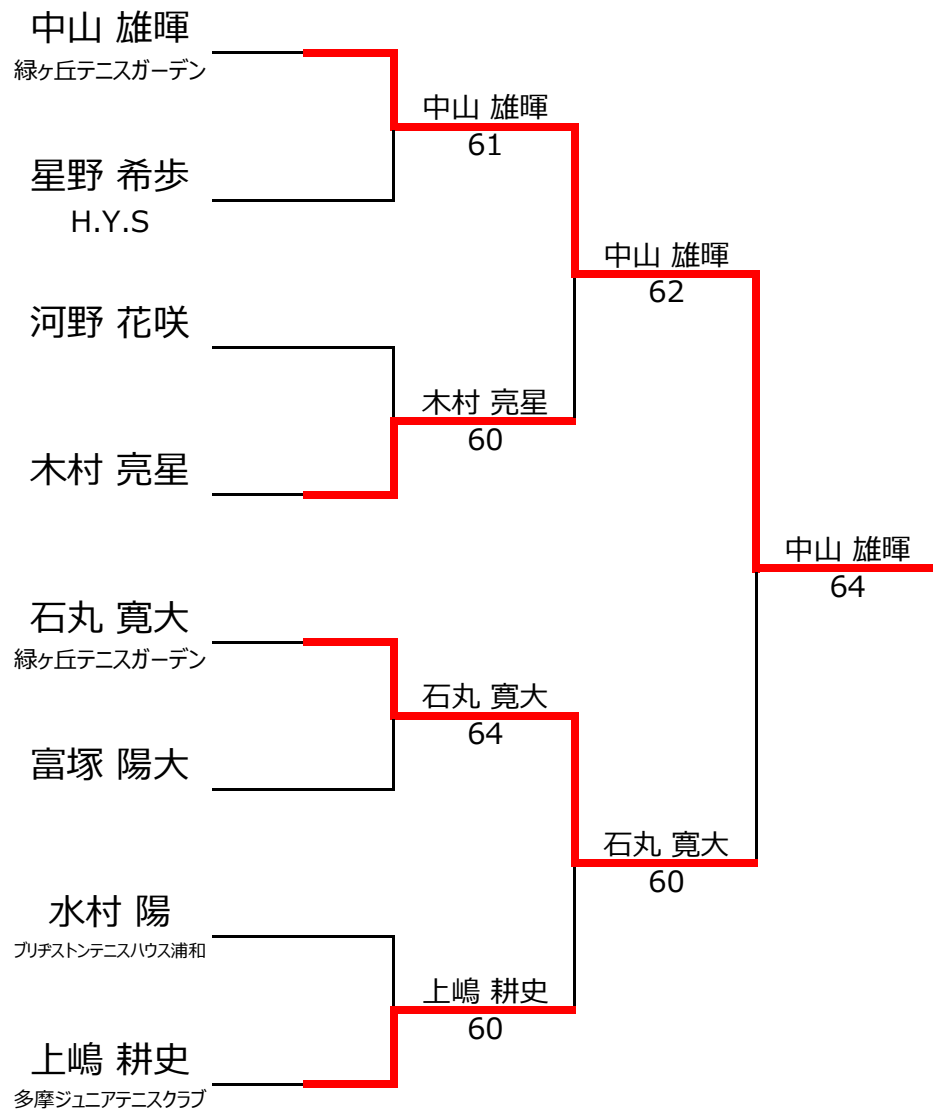 中山 雄暉
緑ヶ丘テニスガーデン
中山 雄暉
61
星野 希歩
H.Y.S
中山 雄暉
62
河野 花咲
木村 亮星
60
木村 亮星
中山 雄暉
64
石丸 寛大
緑ヶ丘テニスガーデン
石丸 寛大
64
富塚 陽大
石丸 寛大
60
水村 陽
ブリヂストンテニスハウス浦和
上嶋 耕史
60
上嶋 耕史
多摩ジュニアテニスクラブ